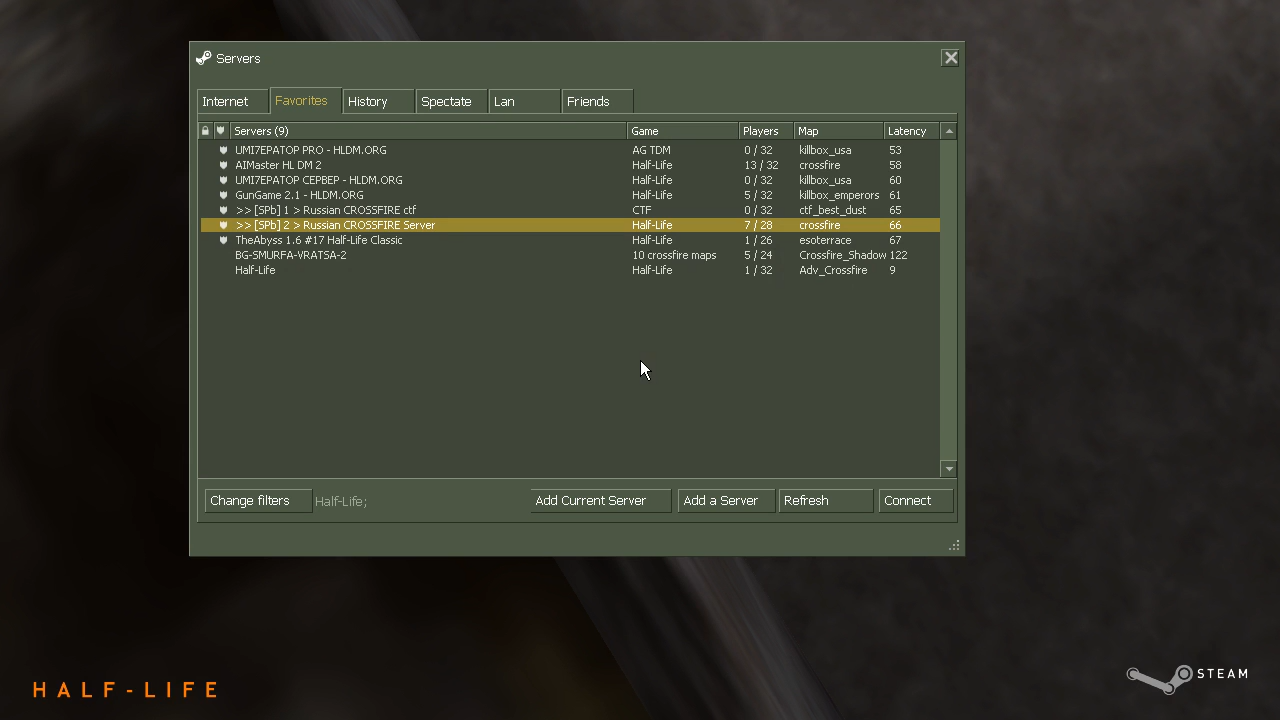 Servers
Internet Favorites History Spectate Lan Friends
Servers (9) Game Players Map Latency
UMI7EPATOP PRO - HLDM.ORG AG TDM 0 / 32 killbox_usa 53
AIMaster HL DM 2 Half-Life 13 / 32 crossfire 58
UMI7EPATOP CEPBEP - HLDM.ORG Half-Life 0 / 32 killbox_usa 60
GunGame 2.1 - HLDM.ORG Half-Life 5 / 32 killbox_emperors 61
>> [SPb] 1 > Russian CROSSFIRE ctf CTF 0 / 32 ctf_best_dust 65
>> [SPb] 2 > Russian CROSSFIRE Server Half-Life 7 / 28 crossfire 66
TheAbyss 1.6 #17 Half-Life Classic Half-Life 1 / 26 esoterrace 67
BG-SMURFA-VRATSA-2 10 crossfire maps 5 / 24 Crossfire_Shadow 122
Half-Life Half-Life 1 / 32 Adv_Crossfire 9
Change filters Half-Life; Add Current Server Add a Server Refresh Connect
HALF-LIFE
STEAM